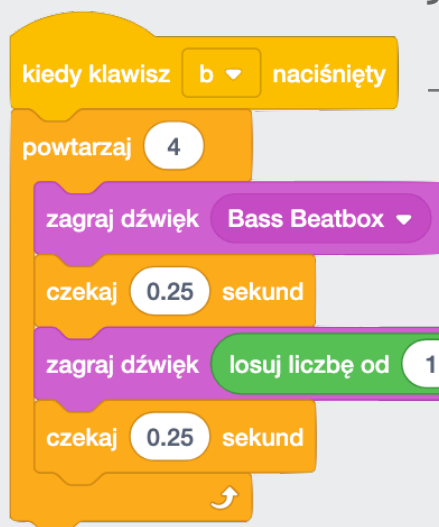 kiedy klawisz b naciśnięty
powtarzaj 4
zagraj dźwięk Bass Beatbox
czekaj 0.25 sekund
zagraj dźwięk losuj liczbę od 1
czekaj 0.25 sekund